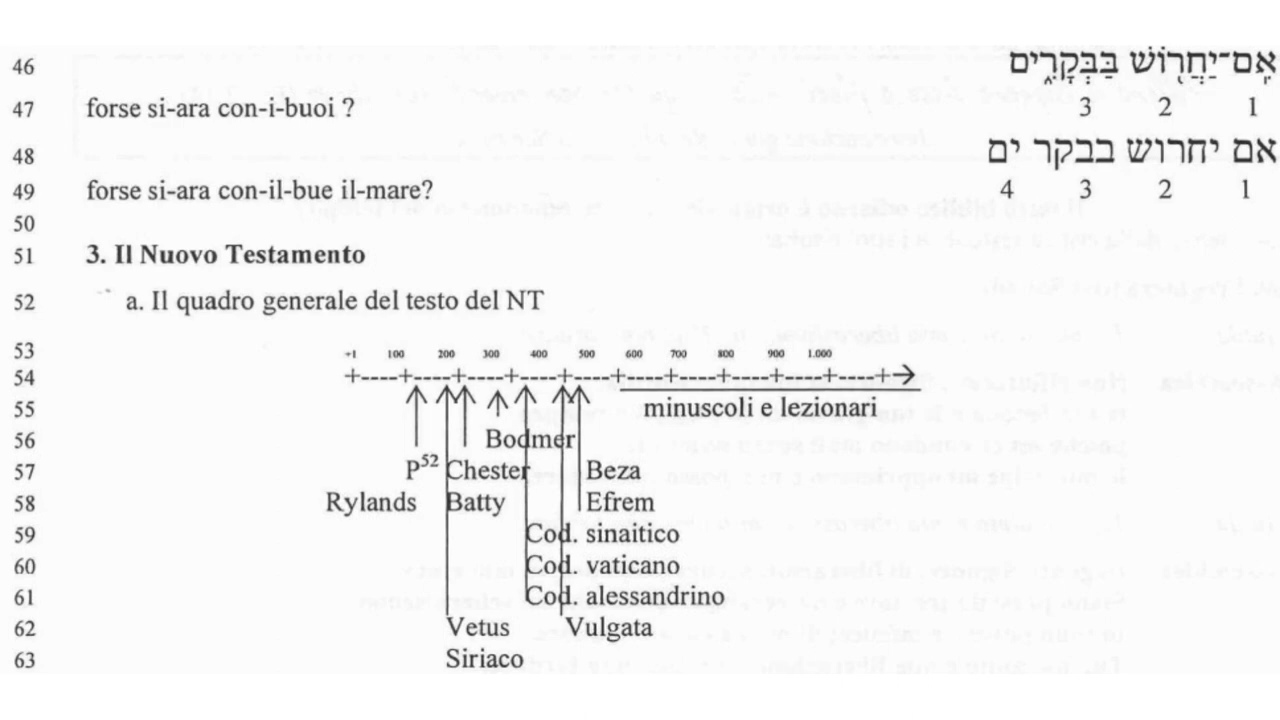 46 אִם־יַחֲרוֹשׁ בַּבְּקָרִים
47 forse si-ara con-i-buoi ? 3 2 1
48 אם יחרוש בבקר ים
49 forse si-ara con-il-bue il-mare? 4 3 2 1
50
51 3. Il Nuovo Testamento
52 a. Il quadro generale del testo del NT
53 +1 100 200 300 400 500 600 700 800 900 1.000
54
55 minuscoli e lezionari
56 Bodmer
57 P52 Chester Beza
58 Rylands Batty Efrem
59 Cod. sinaitico
60 Cod. vaticano
61 Cod. alessandrino
62 Vetus Vulgata
63 Siriaco